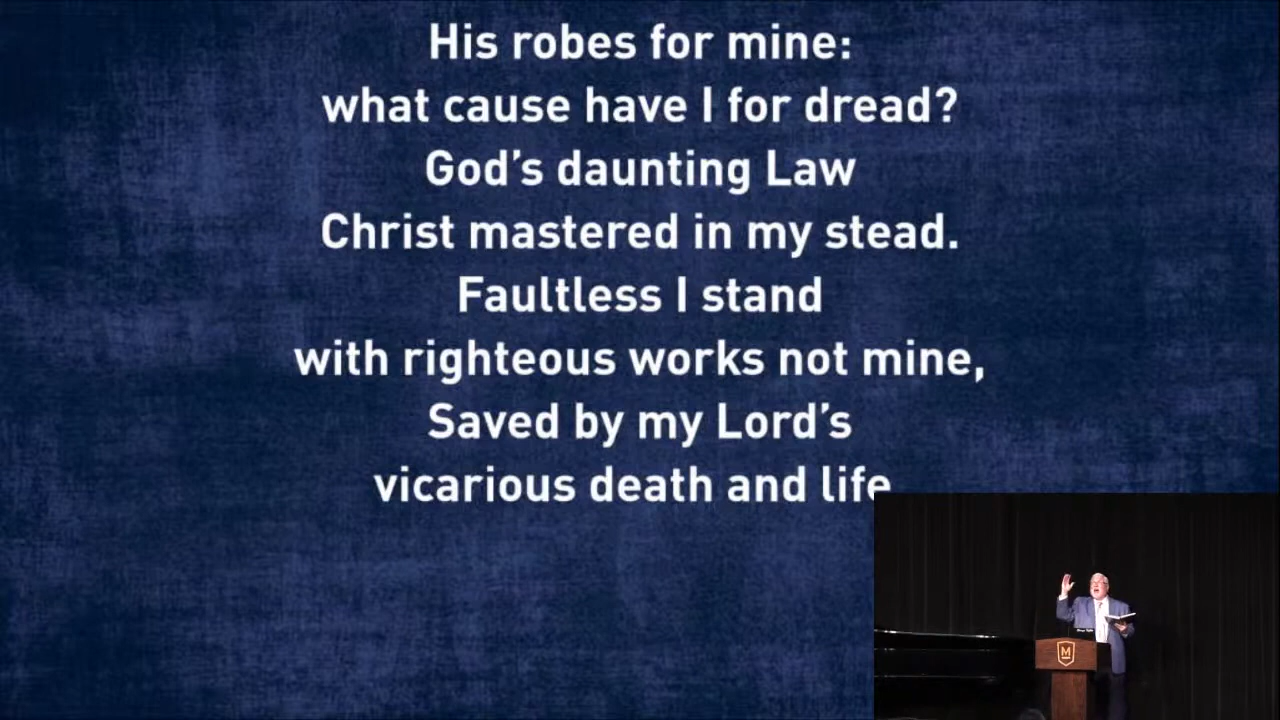 His robes for mine:
what cause have I for dread?
God's daunting Law
Christ mastered in my stead.
Faultless I stand
with righteous works not mine,
Saved by my Lord's
vicarious death and life
M